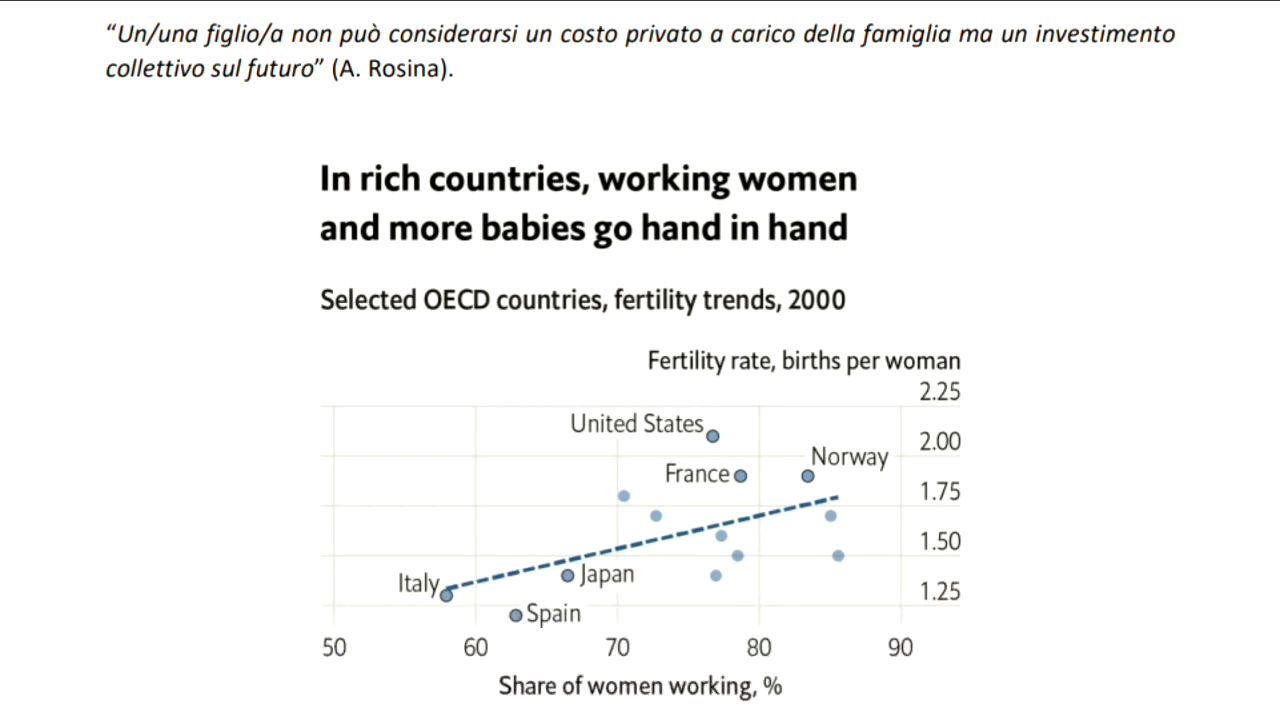 “Un/una figlio/a non può considerarsi un costo privato a carico della famiglia ma un investimento
collettivo sul futuro” (A. Rosina).
In rich countries, working women
and more babies go hand in hand
Selected OECD countries, fertility trends, 2000
Fertility rate, births per woman
2.25
United States
2.00
Norway
France
1.75
1.50
Italy
Japan
1.25
Spain
50 60 70 80 90
Share of women working, %